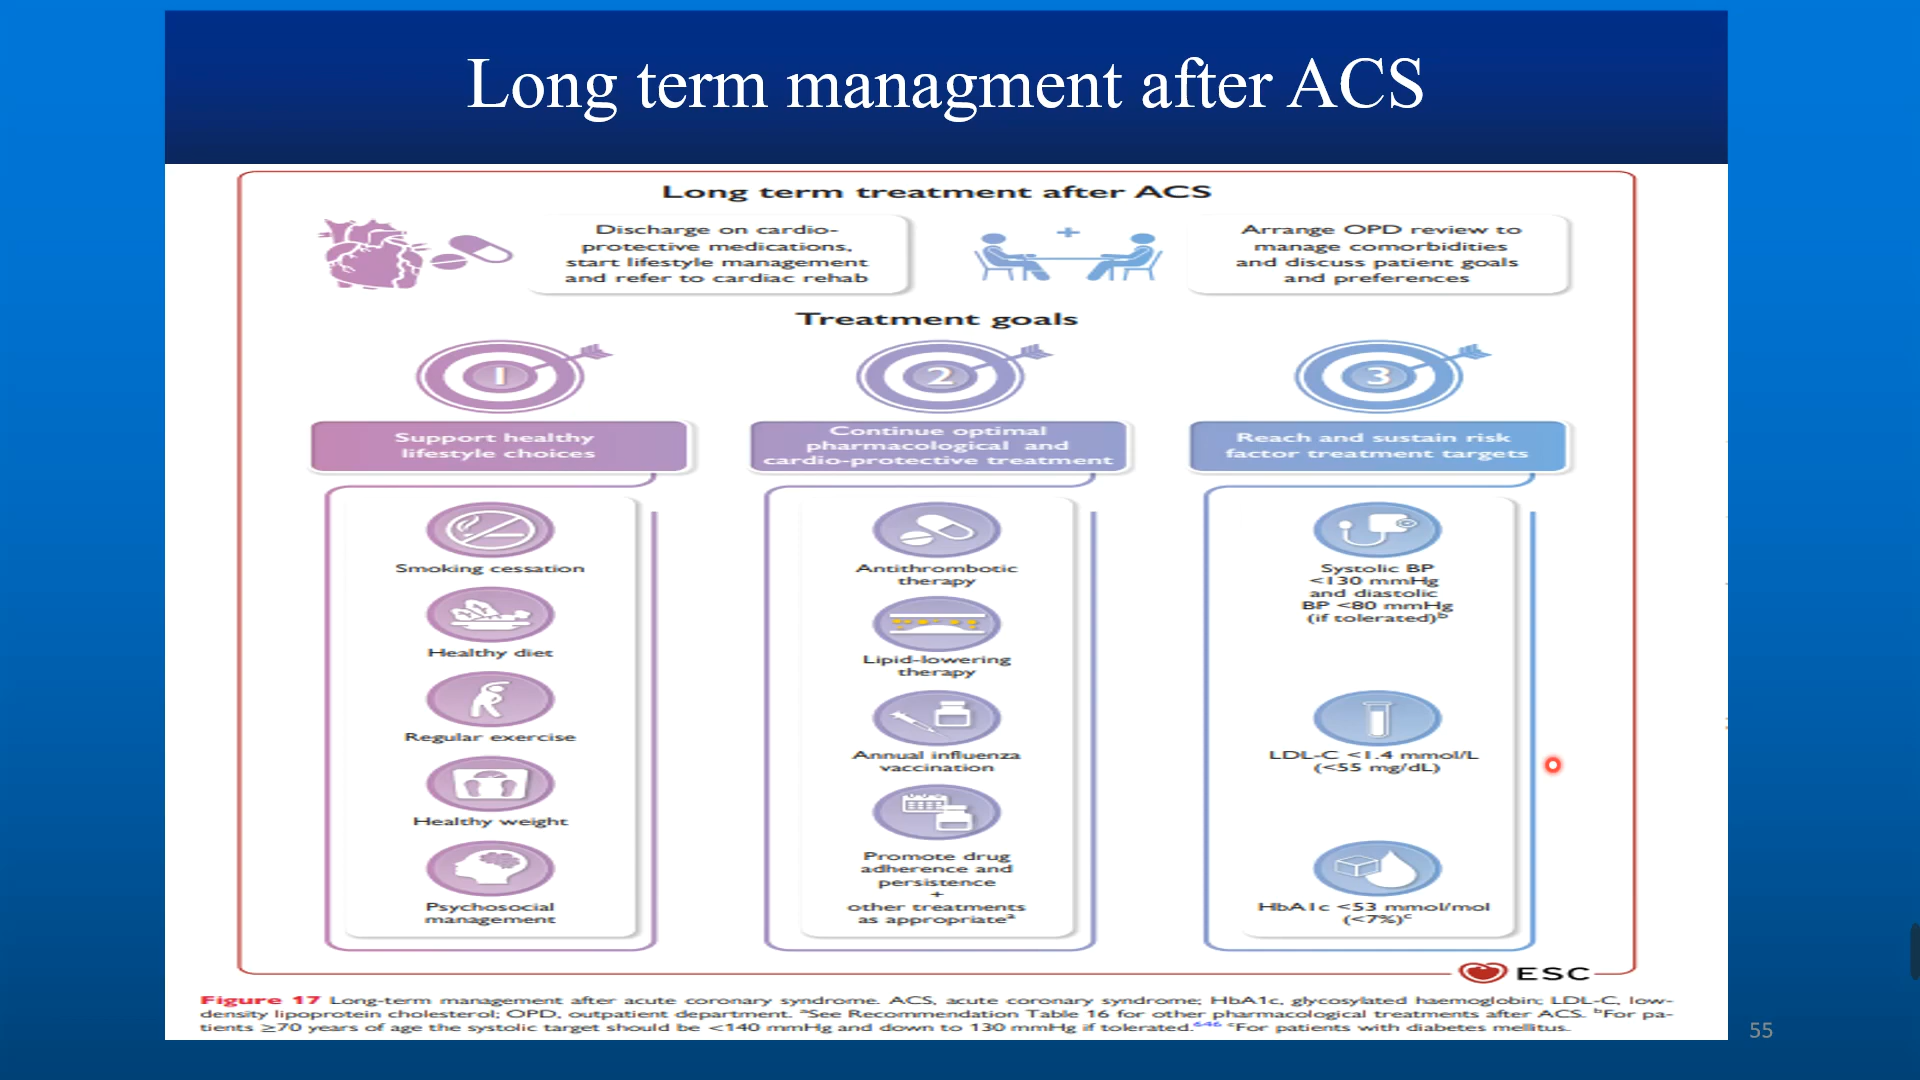 Long term managment after ACS
Long term treatment after ACS
Discharge on cardio-
protective medications,
start lifestyle management
and refer to cardiac rehab
+
Arrange OPD review to
manage comorbidities
and discuss patient goals
and preferences
Treatment goals
1
Support healthy
lifestyle choices
Smoking cessation
Healthy diet
Regular exercise
Healthy weight
Psychosocial
management
2
Continue optimal
pharmacological and
cardio-protective treatment
Antithrombotic
therapy
Lipid-lowering
therapy
Annual influenza
vaccination
Promote drug
adherence and
persistence
+
other treatments
as appropriateᵃ
3
Reach and sustain risk
factor treatment targets
Systolic BP
<130 mmHg
and diastolic
BP <80 mmHg
(if tolerated)ᵇ
LDL-C <1.4 mmol/L
(<55 mg/dL)
HbA1c <53 mmol/mol
(<7%)ᶜ
ESC
Figure 17 Long-term management after acute coronary syndrome. ACS, acute coronary syndrome; HbA1c, glycosylated haemoglobin; LDL-C, low-
density lipoprotein cholesterol; OPD, outpatient department. ᵃSee Recommendation Table 16 for other pharmacological treatments after ACS. ᵇFor pa-
tients ≥70 years of age the systolic target should be <140 mmHg and down to 130 mmHg if tolerated.⁶⁴⁶ ᶜFor patients with diabetes mellitus.
55